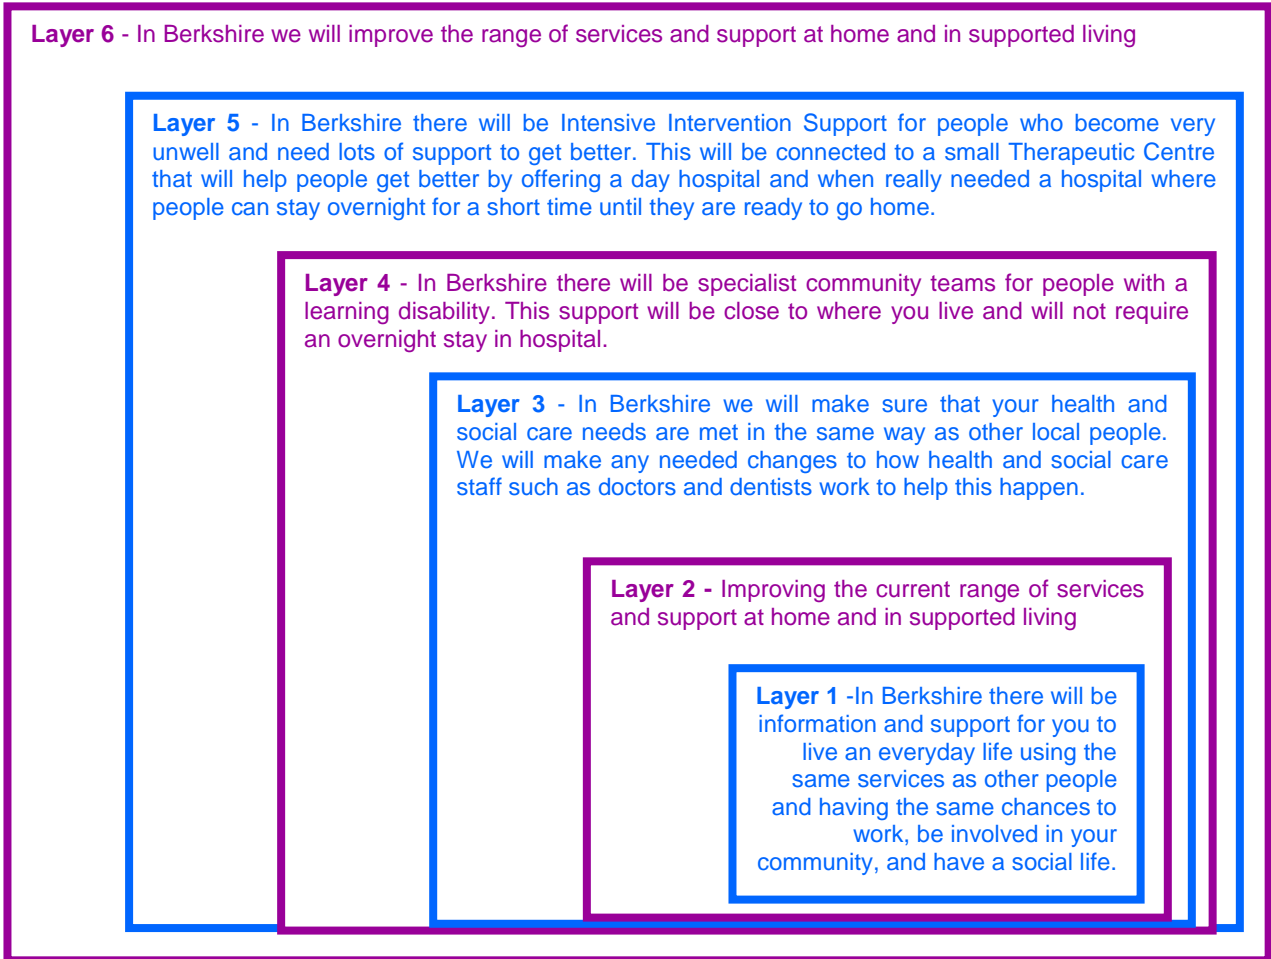 Layer 6 - In Berkshire we will improve the range of services and support at home and in supported living
Layer 5 - In Berkshire there will be Intensive Intervention Support for people who become very
unwell and need lots of support to get better. This will be connected to a small Therapeutic Centre
that will help people get better by offering a day hospital and when really needed a hospital where
people can stay overnight for a short time until they are ready to go home.
Layer 4 - In Berkshire there will be specialist community teams for people with a
learning disability. This support will be close to where you live and will not require
an overnight stay in hospital.
Layer 3 - In Berkshire we will make sure that your health and
social care needs are met in the same way as other local people.
We will make any needed changes to how health and social care
staff such as doctors and dentists work to help this happen.
Layer 2 - Improving the current range of services
and support at home and in supported living
Layer 1 -In Berkshire there will be
information and support for you to
live an everyday life using the
same services as other people
and having the same chances to
work, be involved in your
community, and have a social life.